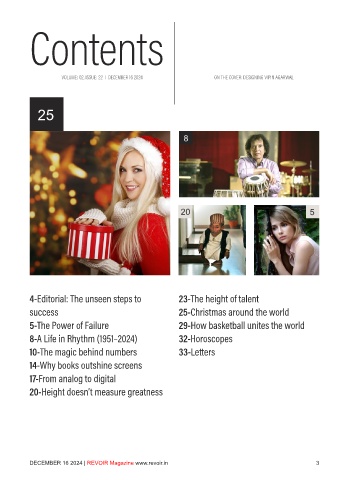 Contents
VOLUME: 02, ISSUE: 22 | DECEMBER 16 2024
ON THE COVER: DESIGNING VIPIN AGARWAL
25
8
20
5
4-Editorial: The unseen steps to
success
5-The Power of Failure
8-A Life in Rhythm (1951-2024)
10-The magic behind numbers
14-Why books outshine screens
17-From analog to digital
20-Height doesn't measure greatness
23-The height of talent
25-Christmas around the world
29-How basketball unites the world
32-Horoscopes
33-Letters
DECEMBER 16 2024 | REVOIR Magazine www.revoir.in
3